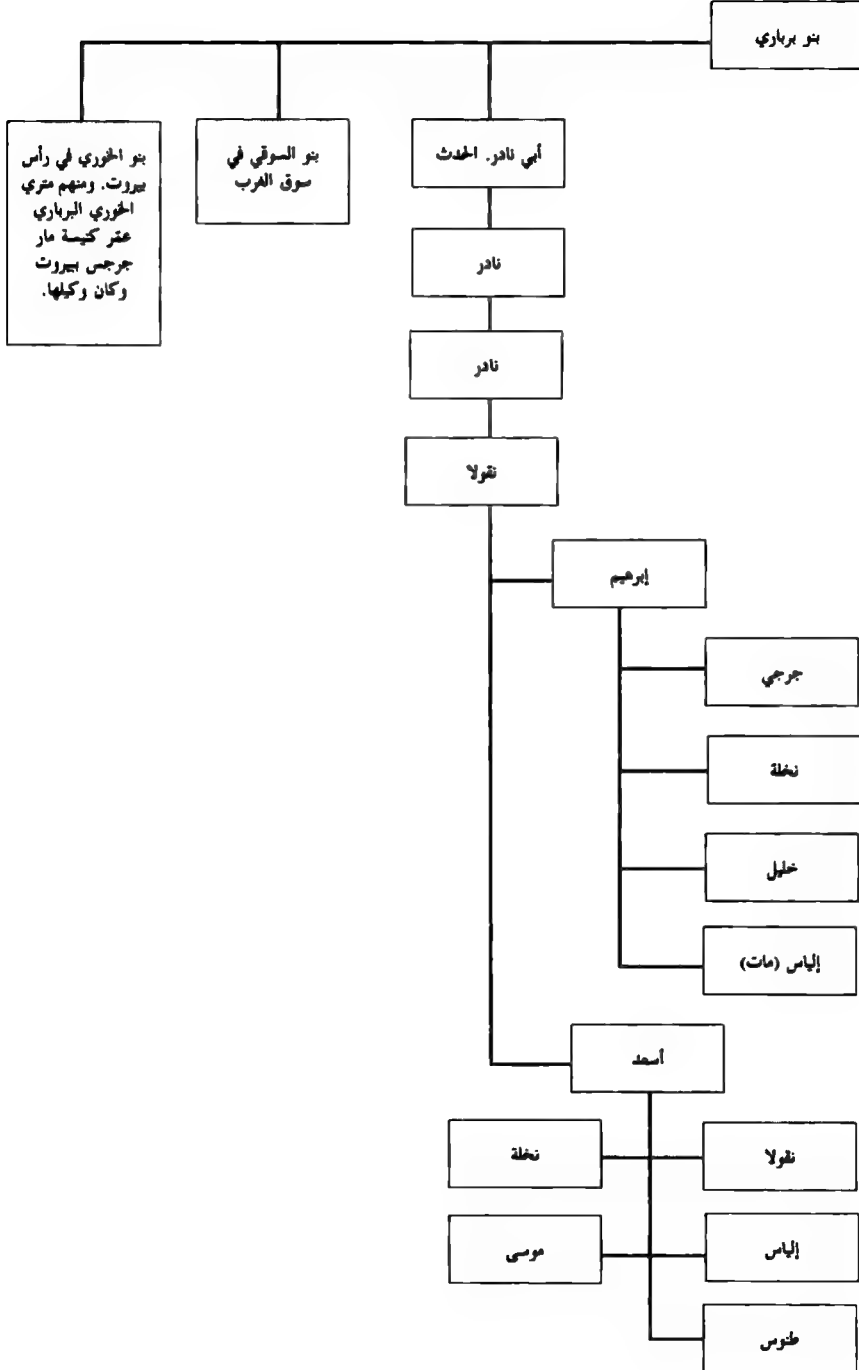 بنو برباري
أبي نادر. الحدث
بنو السوقي في
سوق الغرب
بنو الخوري في رأس
بيروت. ومنهم متري
الخوري البرباري
عمّر كنيسة مار
جرجس ببيروت
وكان وكيلها.
نادر
نادر
نقولا
إبرهيم
جرجي
نخلة
خليل
إلياس (مات)
أسعد
نقولا
نخلة
إلياس
موسى
طنوس